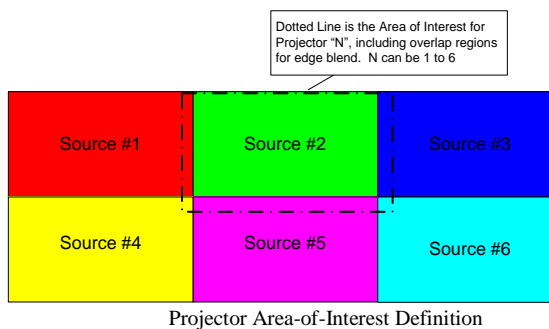 Dotted Line is the Area of Interest for
Projector “N”, including overlap regions
for edge blend.  N can be 1 to 6
Source #1
Source #2
Source #3
Source #4
Source #5
Source #6
Projector Area-of-Interest Definition